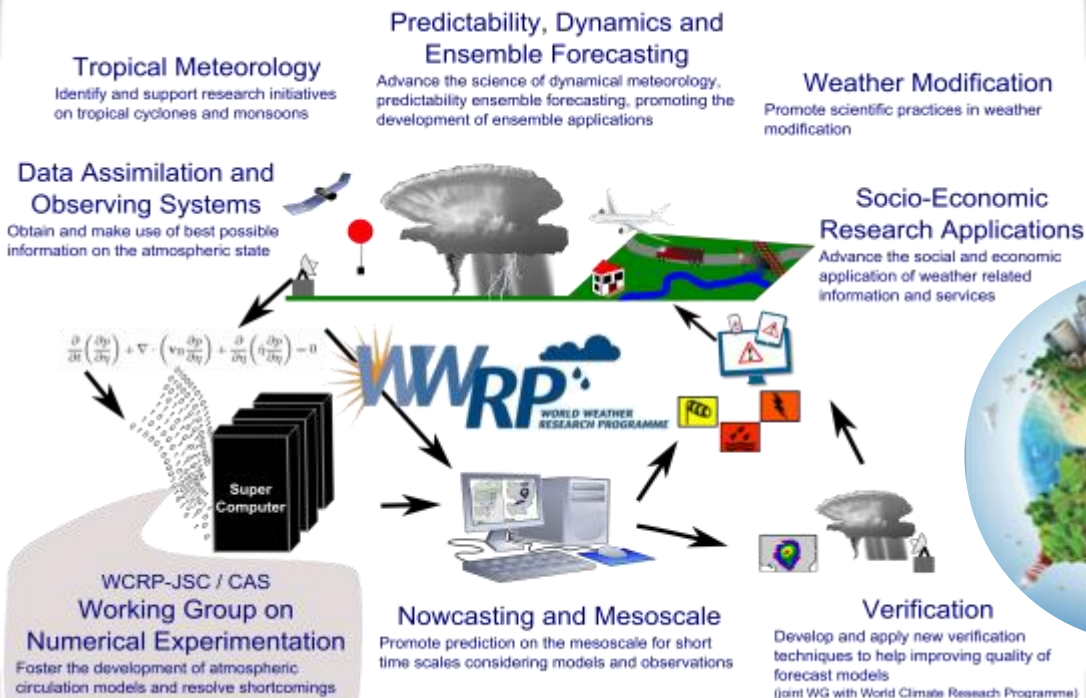 Predictability, Dynamics and
Ensemble Forecasting
Advance the science of dynamical meteorology,
predictability ensemble forecasting, promoting the
development of ensemble applications
Tropical Meteorology
Identify and support research initiatives
on tropical cyclones and monsoons
Weather Modification
Promote scientific practices in weather
modification
Data Assimilation and
Observing Systems
Obtain and make use of best possible
information on the atmospheric state
Socio-Economic
Research Applications
Advance the social and economic
application of weather related
information and services
∂/∂t (∂p/∂η) + ∇ · (v_H ∂p/∂η) + ∂/∂η (η̇ ∂p/∂η) = 0
WWRP
WORLD WEATHER
RESEARCH PROGRAMME
Super
Computer
WCRP-JSC / CAS
Working Group on
Numerical Experimentation
Foster the development of atmospheric
circulation models and resolve shortcomings
Nowcasting and Mesoscale
Promote prediction on the mesoscale for short
time scales considering models and observations
Verification
Develop and apply new verification
techniques to help improving quality of
forecast models
(joint WG with World Climate Reseach Programme)